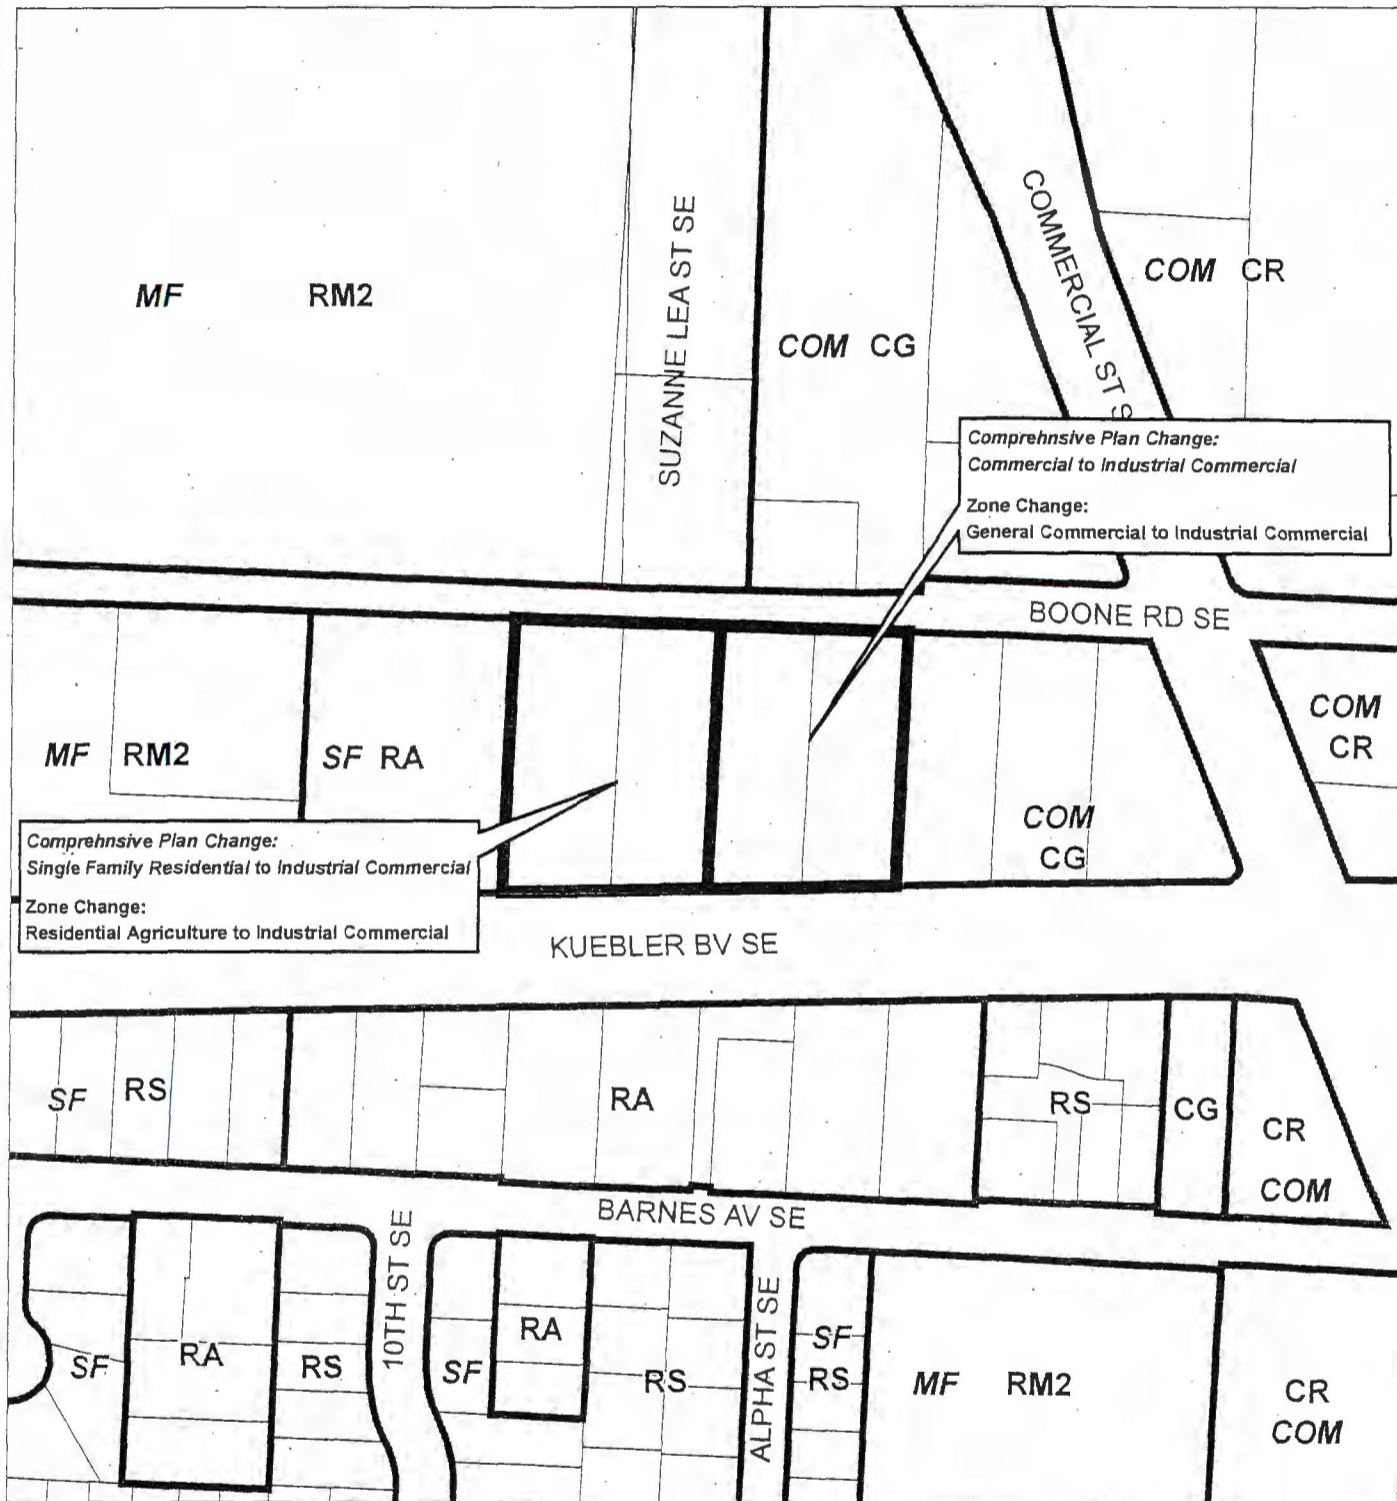 MF RM2
SUZANNE LEA ST SE
COM CG
COMMERCIAL ST S
COM CR
Comprehnsive Plan Change:
Commercial to Industrial Commercial
Zone Change:
General Commercial to Industrial Commercial
BOONE RD SE
MF RM2
SF RA
COM
CG
COM
CR
Comprehnsive Plan Change:
Single Family Residential to Industrial Commercial
Zone Change:
Residential Agriculture to Industrial Commercial
KUEBLER BV SE
SF RS
RA
RS
CG
CR
COM
BARNES AV SE
SF
RA
RS
10TH ST SE
SF
RA
RS
ALPHA ST SE
SF
RS
MF RM2
CR
COM